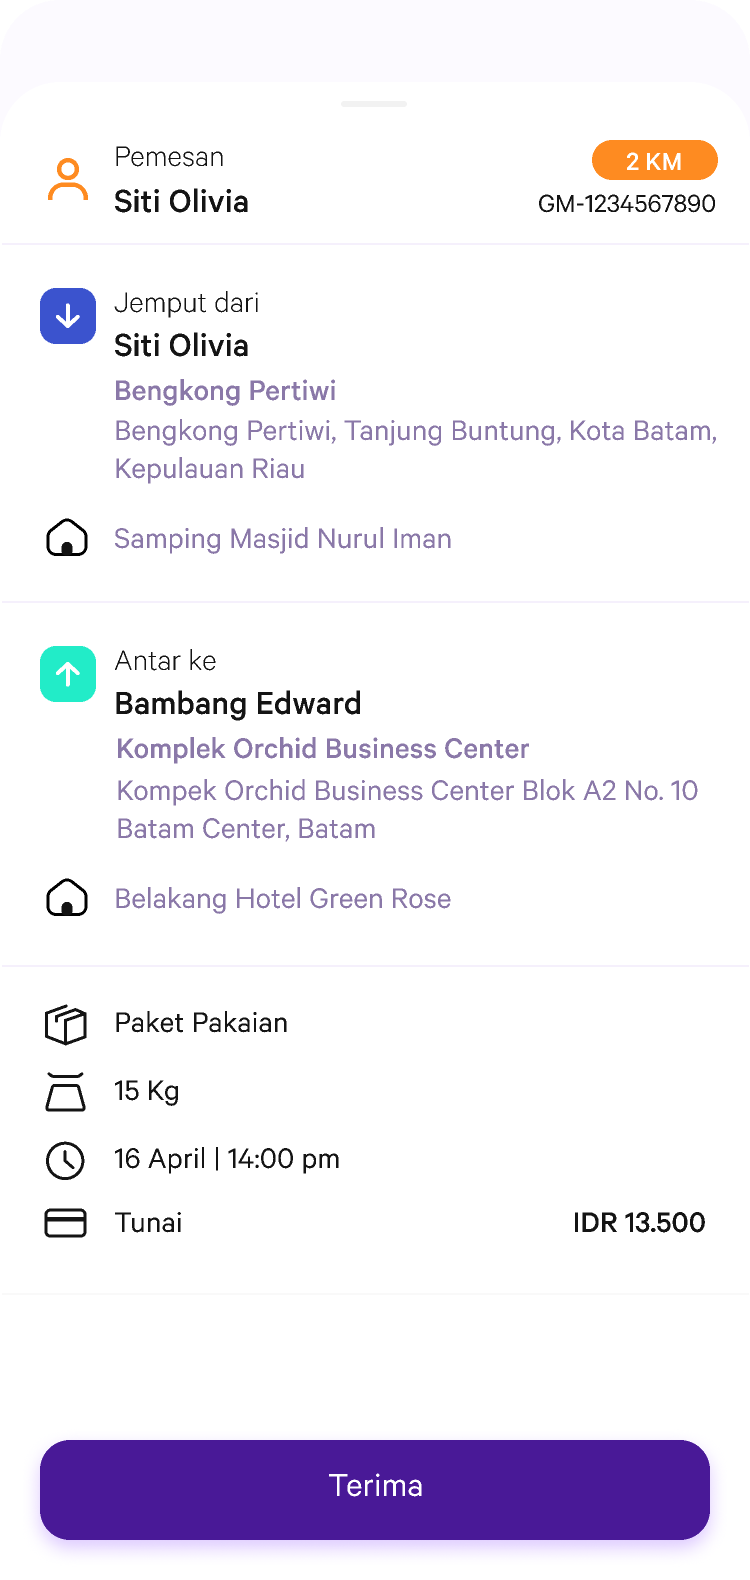 Pemesan
2 KM
Siti Olivia
GM-1234567890
Jemput dari
Siti Olivia
Bengkong Pertiwi
Bengkong Pertiwi, Tanjung Buntung, Kota Batam,
Kepulauan Riau
Samping Masjid Nurul Iman
Antar ke
Bambang Edward
Komplek Orchid Business Center
Kompek Orchid Business Center Blok A2 No. 10
Batam Center, Batam
Belakang Hotel Green Rose
Paket Pakaian
15 Kg
16 April | 14:00 pm
Tunai IDR 13.500
Terima